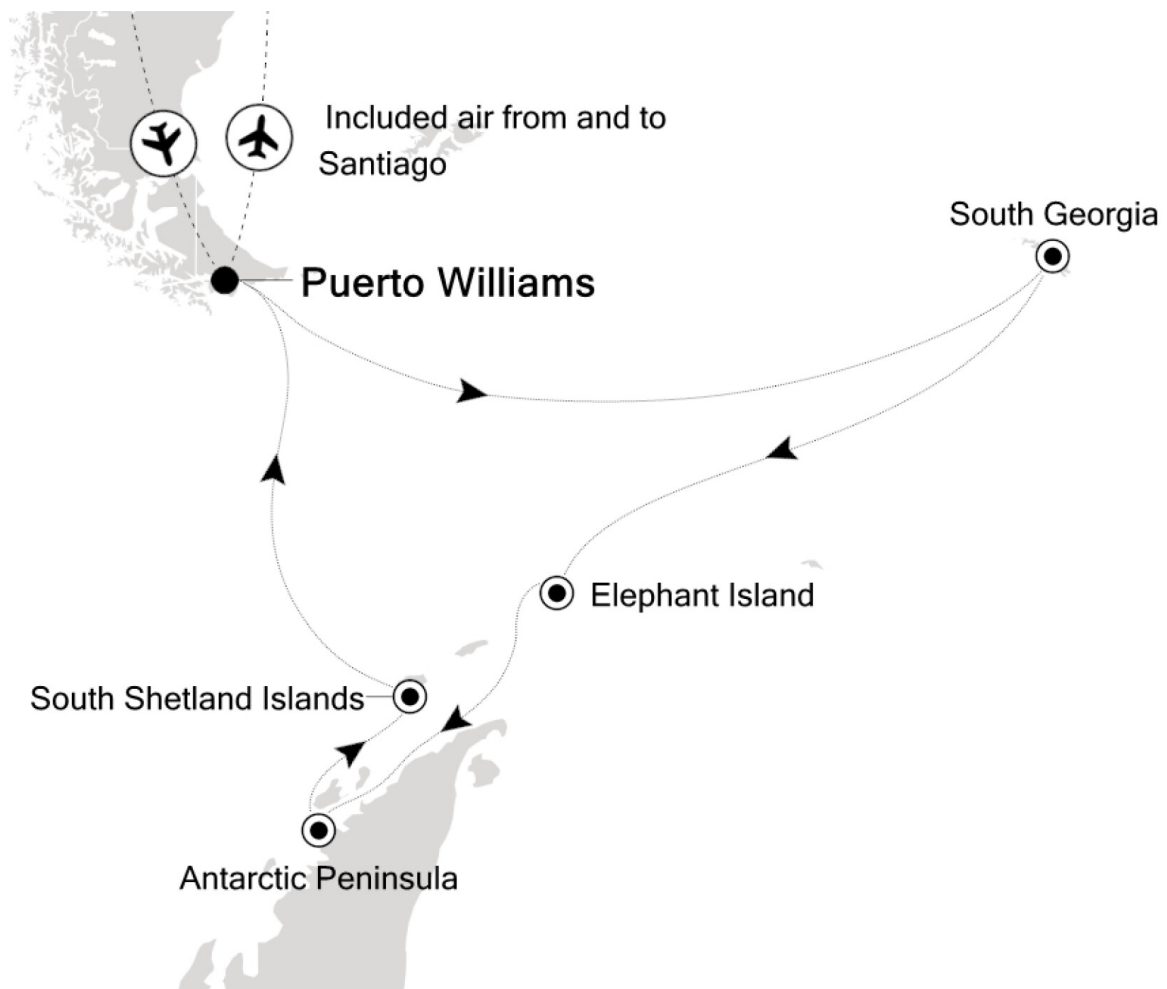 Included air from and to
Santiago
South Georgia
Puerto Williams
Elephant Island
South Shetland Islands
Antarctic Peninsula